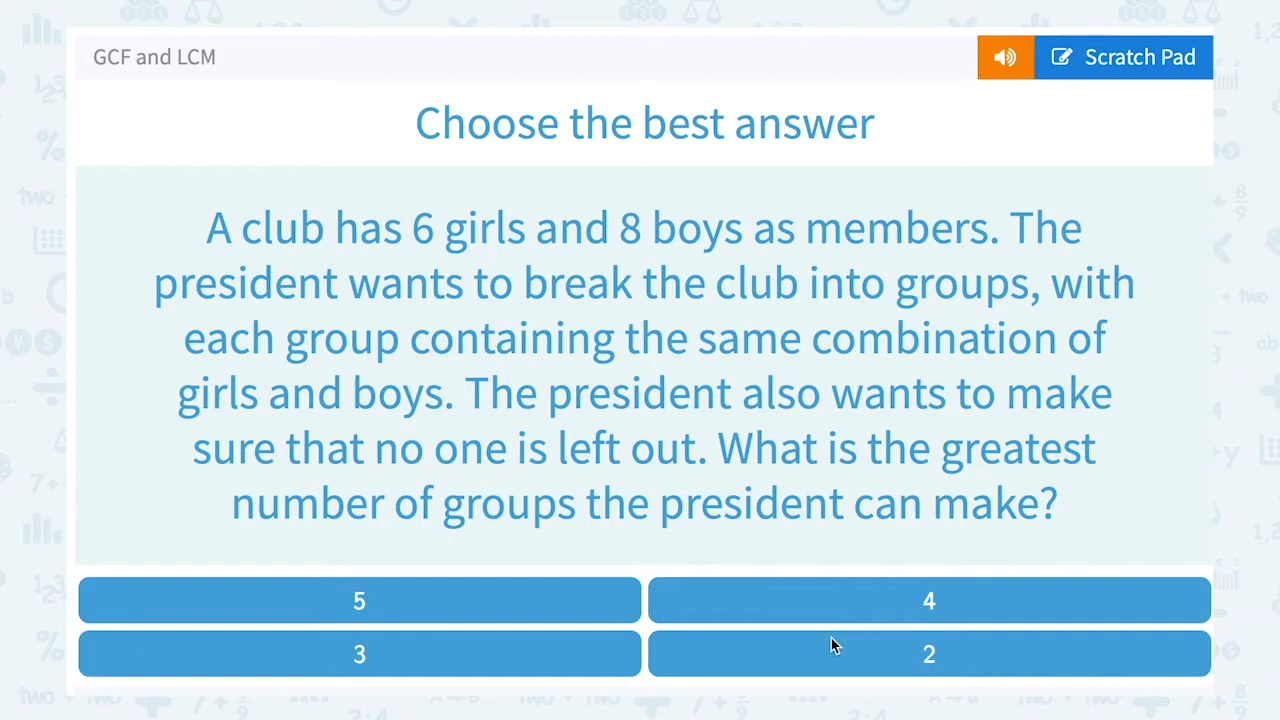 GCF and LCM
Scratch Pad
Choose the best answer
A club has 6 girls and 8 boys as members. The
president wants to break the club into groups, with
each group containing the same combination of
girls and boys. The president also wants to make
sure that no one is left out. What is the greatest
number of groups the president can make?
5
4
3
2